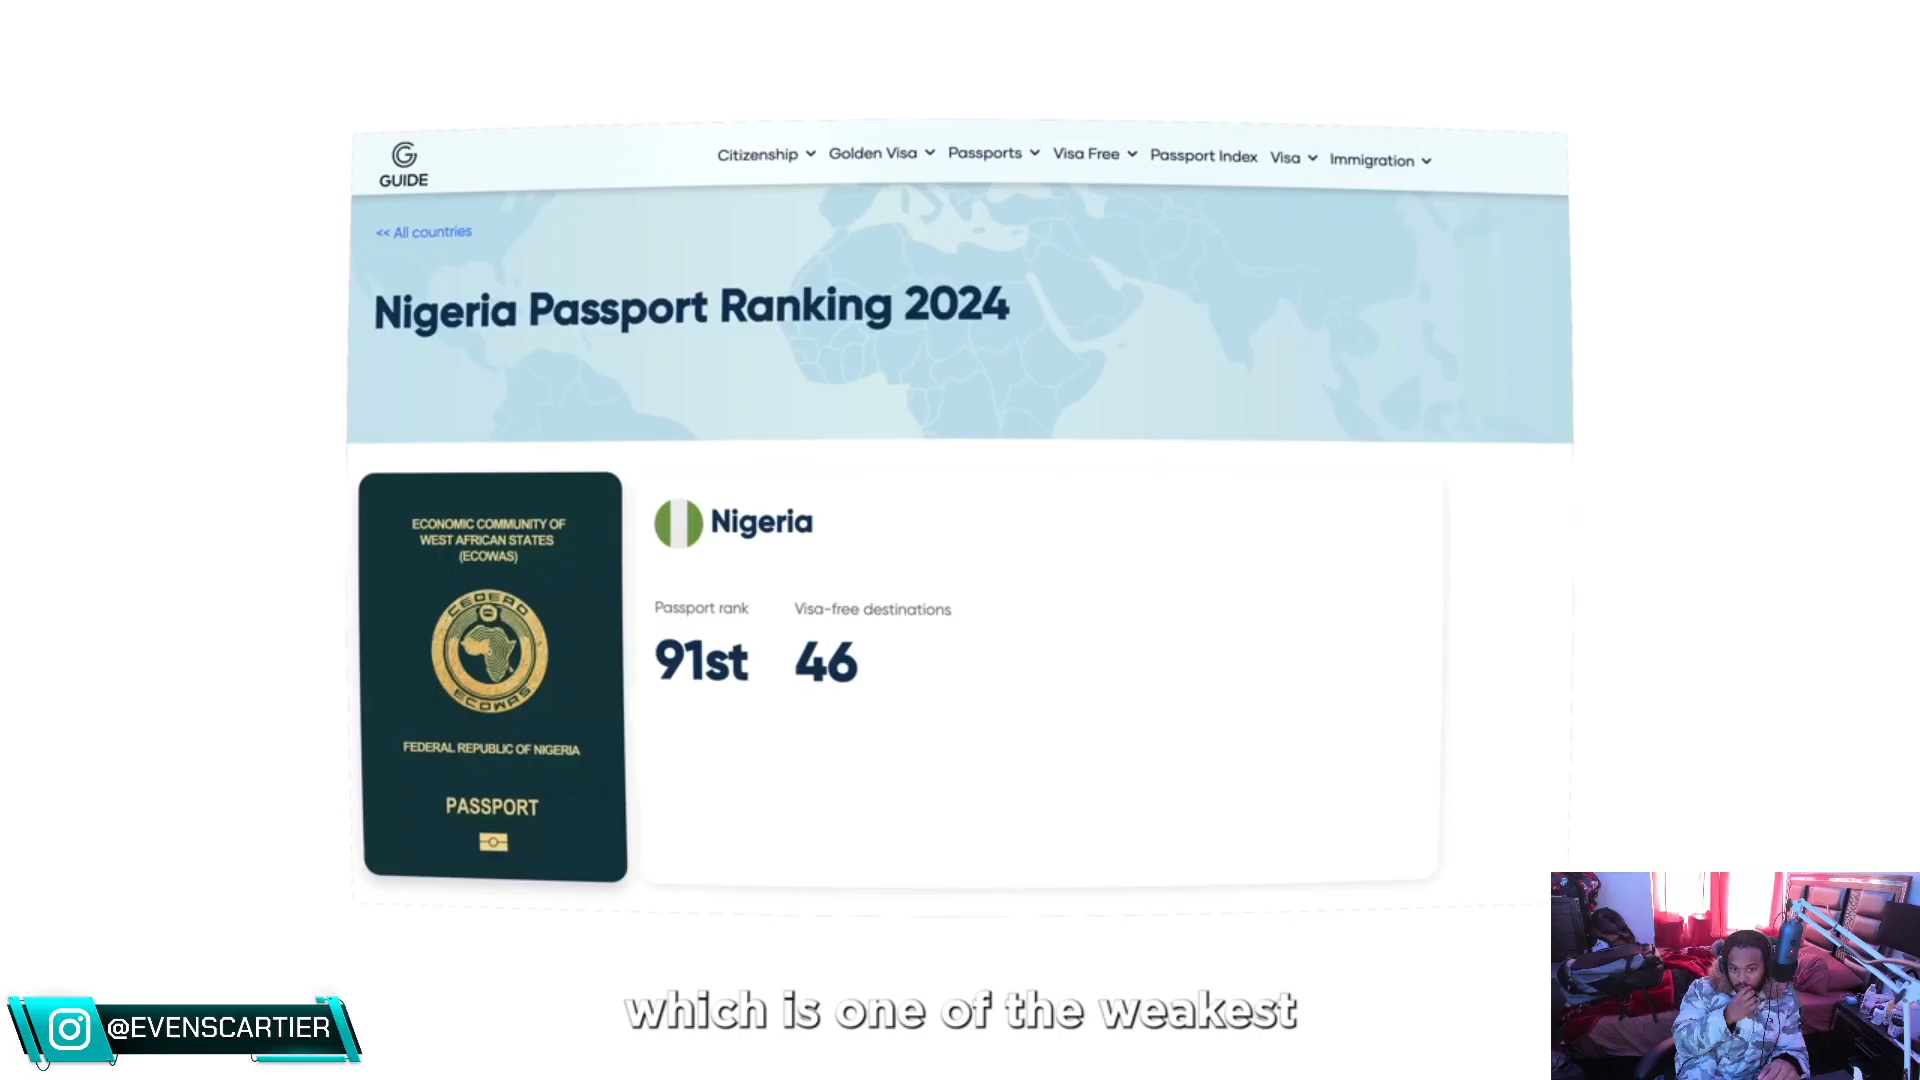 GUIDE
Citizenship Golden Visa Passports Visa Free Passport Index Visa Immigration
<< All countries
Nigeria Passport Ranking 2024
ECONOMIC COMMUNITY OF
WEST AFRICAN STATES
(ECOWAS)
CEDEAO
ECOWAS
FEDERAL REPUBLIC OF NIGERIA
PASSPORT
Nigeria
Passport rank Visa-free destinations
91st 46
which is one of the weakest
@EVENSCARTIER